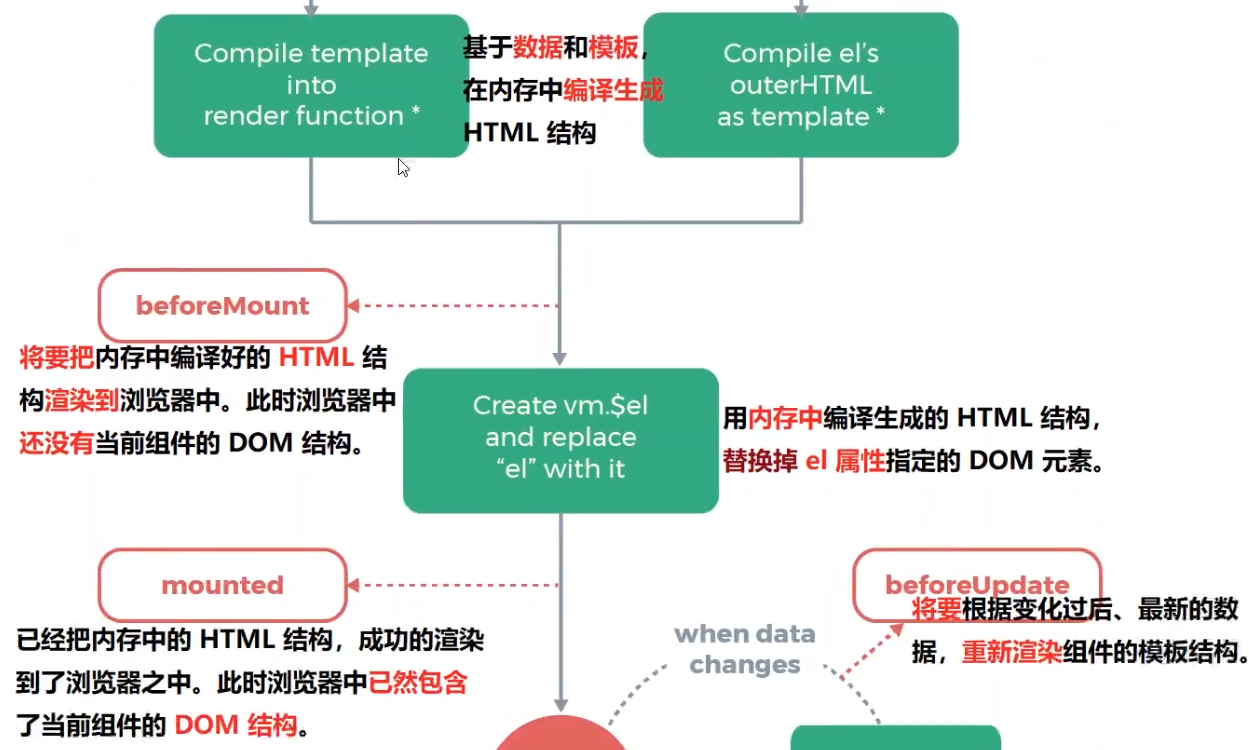 Compile template
into
render function *
基于数据和模板，
在内存中编译生成
HTML 结构
Compile el’s
outerHTML
as template *
beforeMount
将要把内存中编译好的 HTML 结
构渲染到浏览器中。此时浏览器中
还没有当前组件的 DOM 结构。
Create vm.$el
and replace
“el” with it
用内存中编译生成的 HTML 结构，
替换掉 el 属性指定的 DOM 元素。
mounted
已经把内存中的 HTML 结构，成功的渲染
到了浏览器之中。此时浏览器中已然包含
了当前组件的 DOM 结构。
when data
changes
beforeUpdate
将要根据变化过后、最新的数
据，重新渲染组件的模板结构。